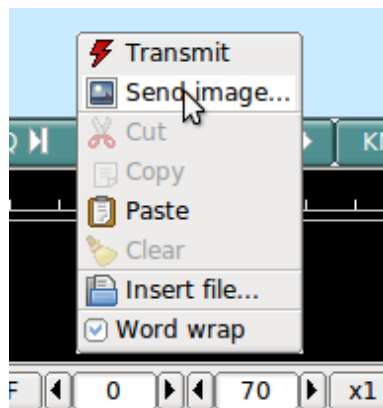 Transmit
Send image...
Cut
Copy
Paste
Clear
Insert file...
Word wrap
0 70 x1